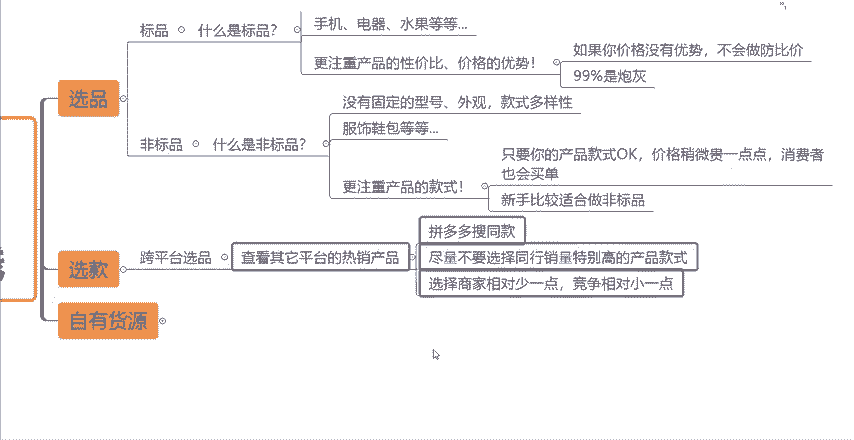 标品
什么是标品？
手机、电器、水果等等...
更注重产品的性价比、价格的优势！
如果你价格没有优势，不会做防比价
99%是炮灰
选品
没有固定的型号、外观，款式多样性
非标品
什么是非标品？
服饰鞋包等等...
只要你的产品款式OK，价格稍微贵一点点，消费者
也会买单
更注重产品的款式！
新手比较适合做非标品
拼多多搜同款
选款
跨平台选品
查看其它平台的热销产品
尽量不要选择同行销量特别高的产品款式
选择商家相对少一点，竞争相对小一点
自有货源